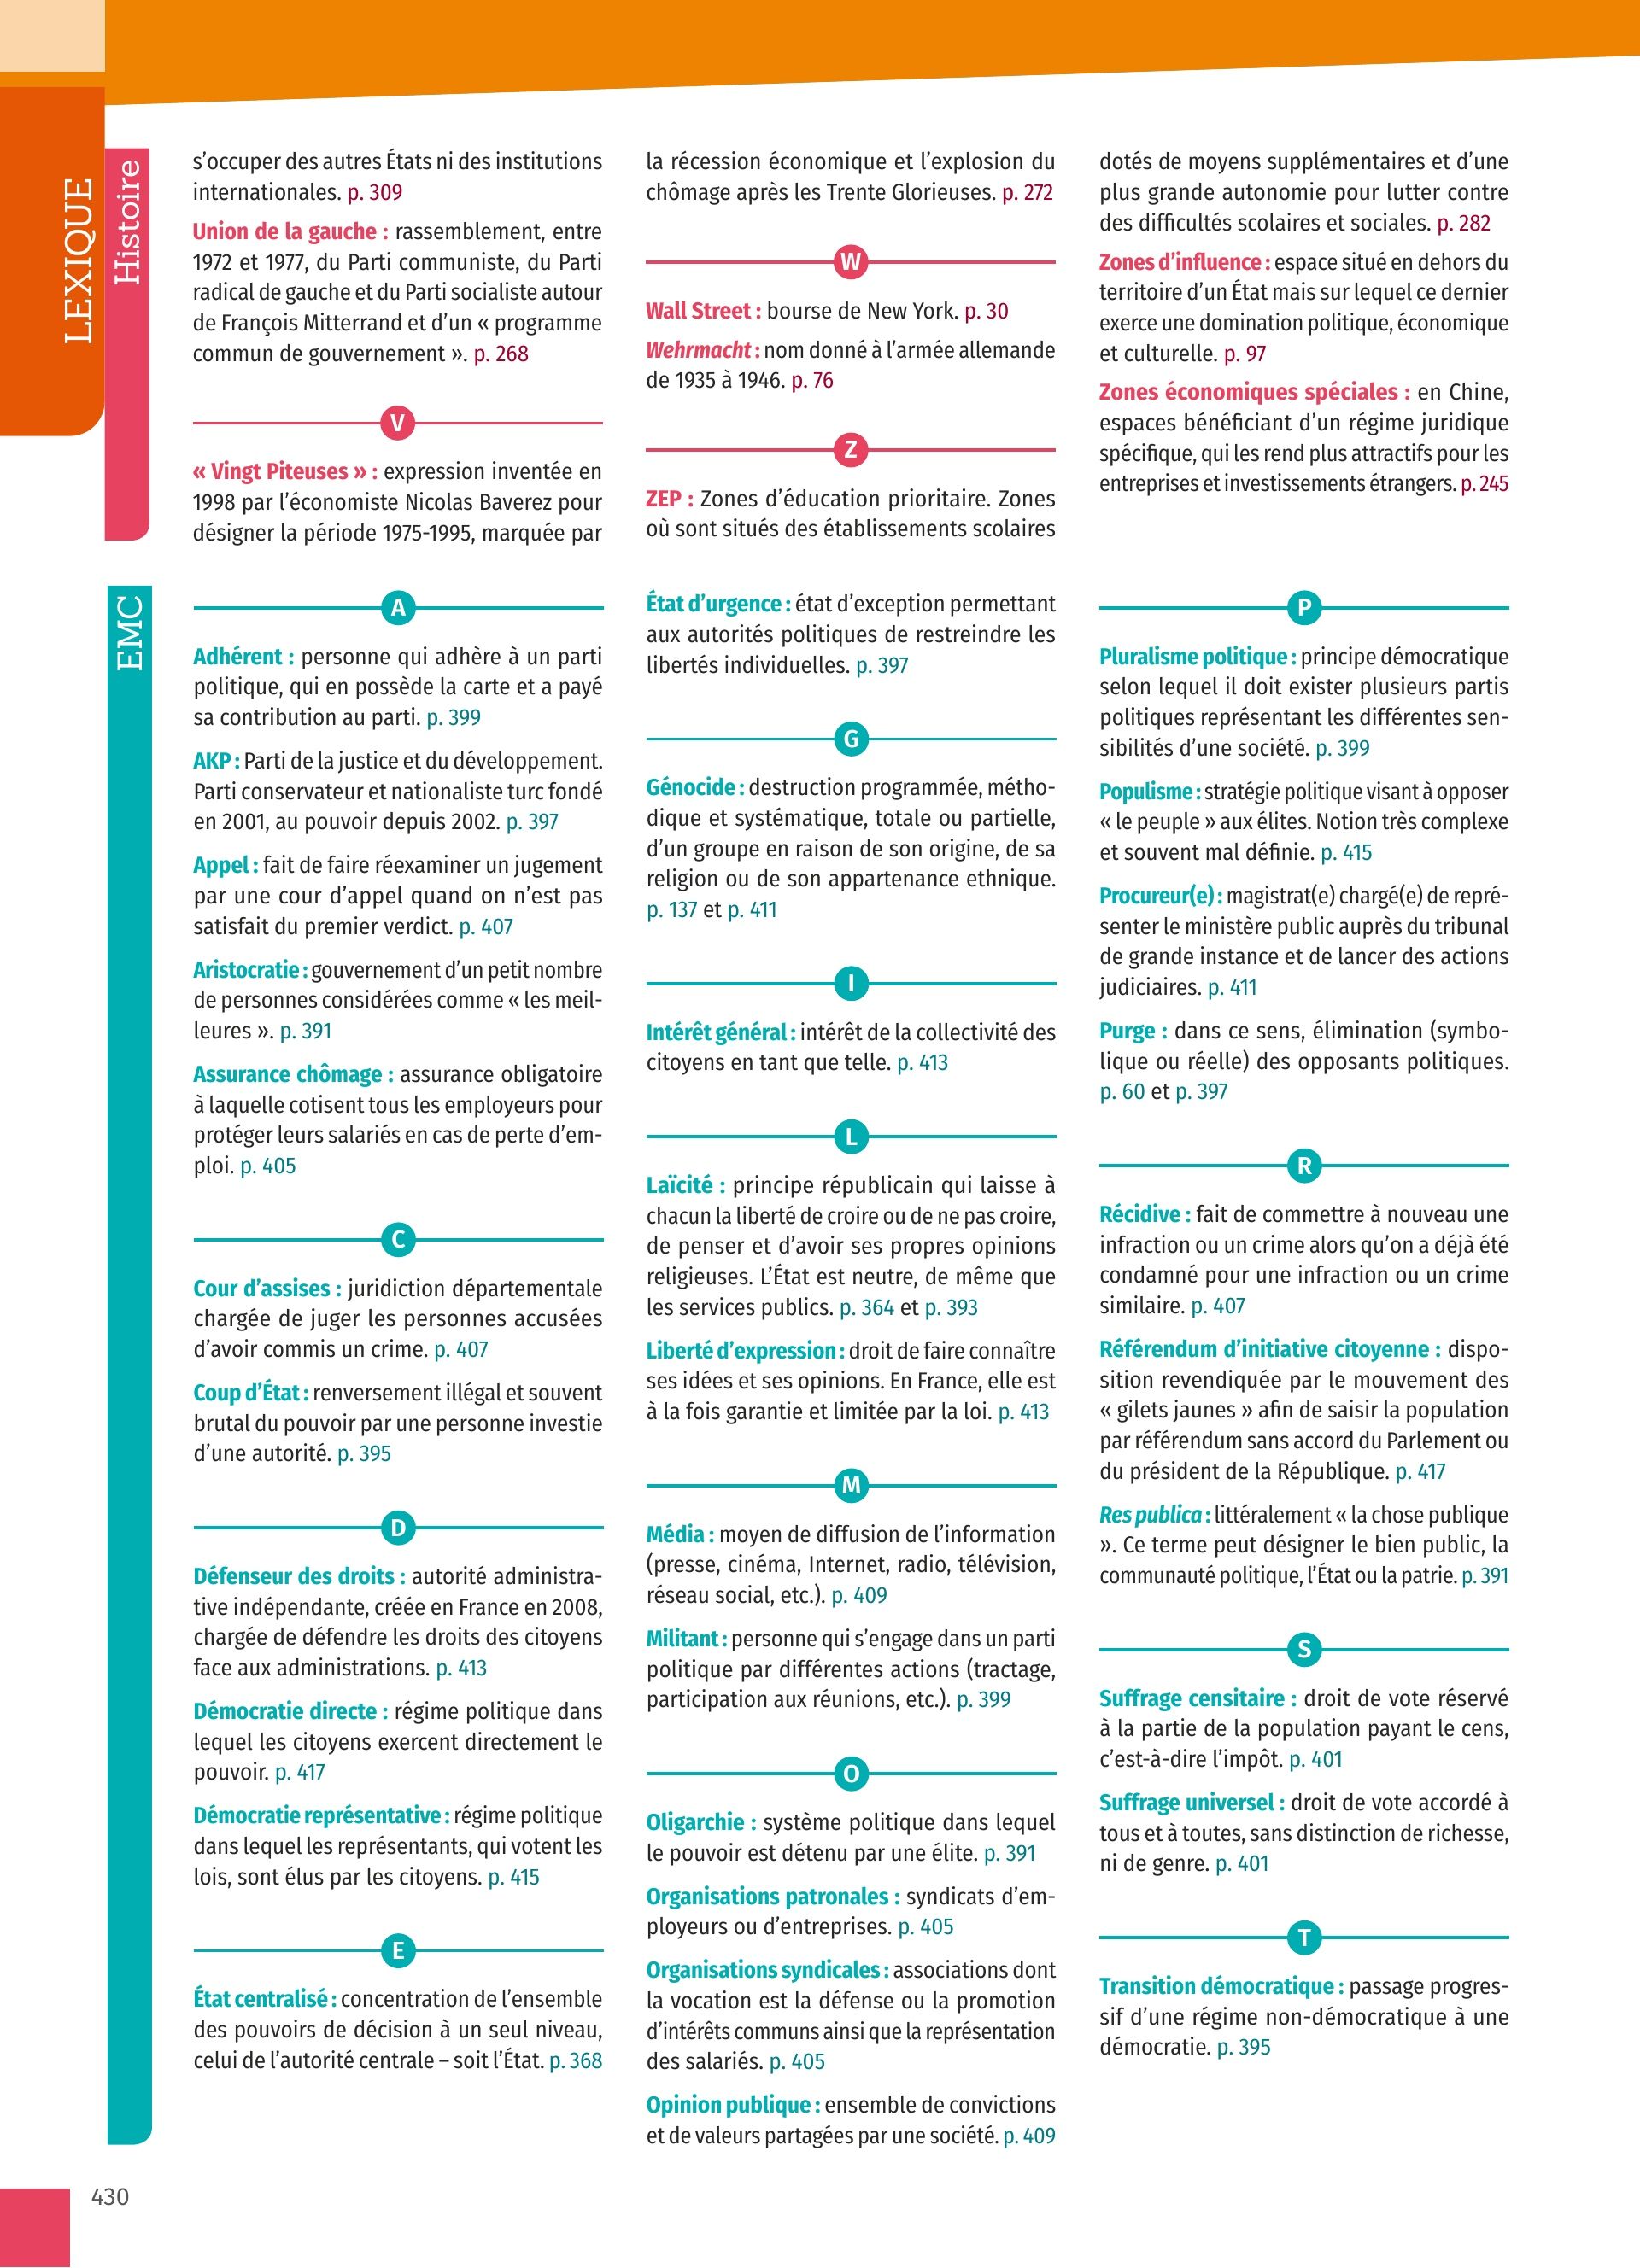 LEXIQUE
Histoire
s’occuper des autres États ni des institutions
internationales. p. 309
Union de la gauche : rassemblement, entre
1972 et 1977, du Parti communiste, du Parti
radical de gauche et du Parti socialiste autour
de François Mitterrand et d’un « programme
commun de gouvernement ». p. 268
V
« Vingt Piteuses » : expression inventée en
1998 par l’économiste Nicolas Baverez pour
désigner la période 1975-1995, marquée par
la récession économique et l’explosion du
chômage après les Trente Glorieuses. p. 272
W
Wall Street : bourse de New York. p. 30
Wehrmacht : nom donné à l’armée allemande
de 1935 à 1946. p. 76
Z
ZEP : Zones d’éducation prioritaire. Zones
où sont situés des établissements scolaires
dotés de moyens supplémentaires et d’une
plus grande autonomie pour lutter contre
des difficultés scolaires et sociales. p. 282
Zones d’influence : espace situé en dehors du
territoire d’un État mais sur lequel ce dernier
exerce une domination politique, économique
et culturelle. p. 97
Zones économiques spéciales : en Chine,
espaces bénéficiant d’un régime juridique
spécifique, qui les rend plus attractifs pour les
entreprises et investissements étrangers. p. 245
EMC
A
Adhérent : personne qui adhère à un parti
politique, qui en possède la carte et a payé
sa contribution au parti. p. 399
AKP : Parti de la justice et du développement.
Parti conservateur et nationaliste turc fondé
en 2001, au pouvoir depuis 2002. p. 397
Appel : fait de faire réexaminer un jugement
par une cour d’appel quand on n’est pas
satisfait du premier verdict. p. 407
Aristocratie : gouvernement d’un petit nombre
de personnes considérées comme « les meil-
leures ». p. 391
Assurance chômage : assurance obligatoire
à laquelle cotisent tous les employeurs pour
protéger leurs salariés en cas de perte d’em-
ploi. p. 405
C
Cour d’assises : juridiction départementale
chargée de juger les personnes accusées
d’avoir commis un crime. p. 407
Coup d’État : renversement illégal et souvent
brutal du pouvoir par une personne investie
d’une autorité. p. 395
D
Défenseur des droits : autorité administra-
tive indépendante, créée en France en 2008,
chargée de défendre les droits des citoyens
face aux administrations. p. 413
Démocratie directe : régime politique dans
lequel les citoyens exercent directement le
pouvoir. p. 417
Démocratie représentative : régime politique
dans lequel les représentants, qui votent les
lois, sont élus par les citoyens. p. 415
E
État centralisé : concentration de l’ensemble
des pouvoirs de décision à un seul niveau,
celui de l’autorité centrale – soit l’État. p. 368
État d’urgence : état d’exception permettant
aux autorités politiques de restreindre les
libertés individuelles. p. 397
G
Génocide : destruction programmée, métho-
dique et systématique, totale ou partielle,
d’un groupe en raison de son origine, de sa
religion ou de son appartenance ethnique.
p. 137 et p. 411
I
Intérêt général : intérêt de la collectivité des
citoyens en tant que telle. p. 413
L
Laïcité : principe républicain qui laisse à
chacun la liberté de croire ou de ne pas croire,
de penser et d’avoir ses propres opinions
religieuses. L’État est neutre, de même que
les services publics. p. 364 et p. 393
Liberté d’expression : droit de faire connaître
ses idées et ses opinions. En France, elle est
à la fois garantie et limitée par la loi. p. 413
M
Média : moyen de diffusion de l’information
(presse, cinéma, Internet, radio, télévision,
réseau social, etc.). p. 409
Militant : personne qui s’engage dans un parti
politique par différentes actions (tractage,
participation aux réunions, etc.). p. 399
O
Oligarchie : système politique dans lequel
le pouvoir est détenu par une élite. p. 391
Organisations patronales : syndicats d’em-
ployeurs ou d’entreprises. p. 405
Organisations syndicales : associations dont
la vocation est la défense ou la promotion
d’intérêts communs ainsi que la représentation
des salariés. p. 405
Opinion publique : ensemble de convictions
et de valeurs partagées par une société. p. 409
P
Pluralisme politique : principe démocratique
selon lequel il doit exister plusieurs partis
politiques représentant les différentes sen-
sibilités d’une société. p. 399
Populisme : stratégie politique visant à opposer
« le peuple » aux élites. Notion très complexe
et souvent mal définie. p. 415
Procureur(e) : magistrat(e) chargé(e) de repré-
senter le ministère public auprès du tribunal
de grande instance et de lancer des actions
judiciaires. p. 411
Purge : dans ce sens, élimination (symbo-
lique ou réelle) des opposants politiques.
p. 60 et p. 397
R
Récidive : fait de commettre à nouveau une
infraction ou un crime alors qu’on a déjà été
condamné pour une infraction ou un crime
similaire. p. 407
Référendum d’initiative citoyenne : dispo-
sition revendiquée par le mouvement des
« gilets jaunes » afin de saisir la population
par référendum sans accord du Parlement ou
du président de la République. p. 417
Res publica : littéralement « la chose publique
». Ce terme peut désigner le bien public, la
communauté politique, l’État ou la patrie. p. 391
S
Suffrage censitaire : droit de vote réservé
à la partie de la population payant le cens,
c’est-à-dire l’impôt. p. 401
Suffrage universel : droit de vote accordé à
tous et à toutes, sans distinction de richesse,
ni de genre. p. 401
T
Transition démocratique : passage progres-
sif d’une régime non-démocratique à une
démocratie. p. 395
430